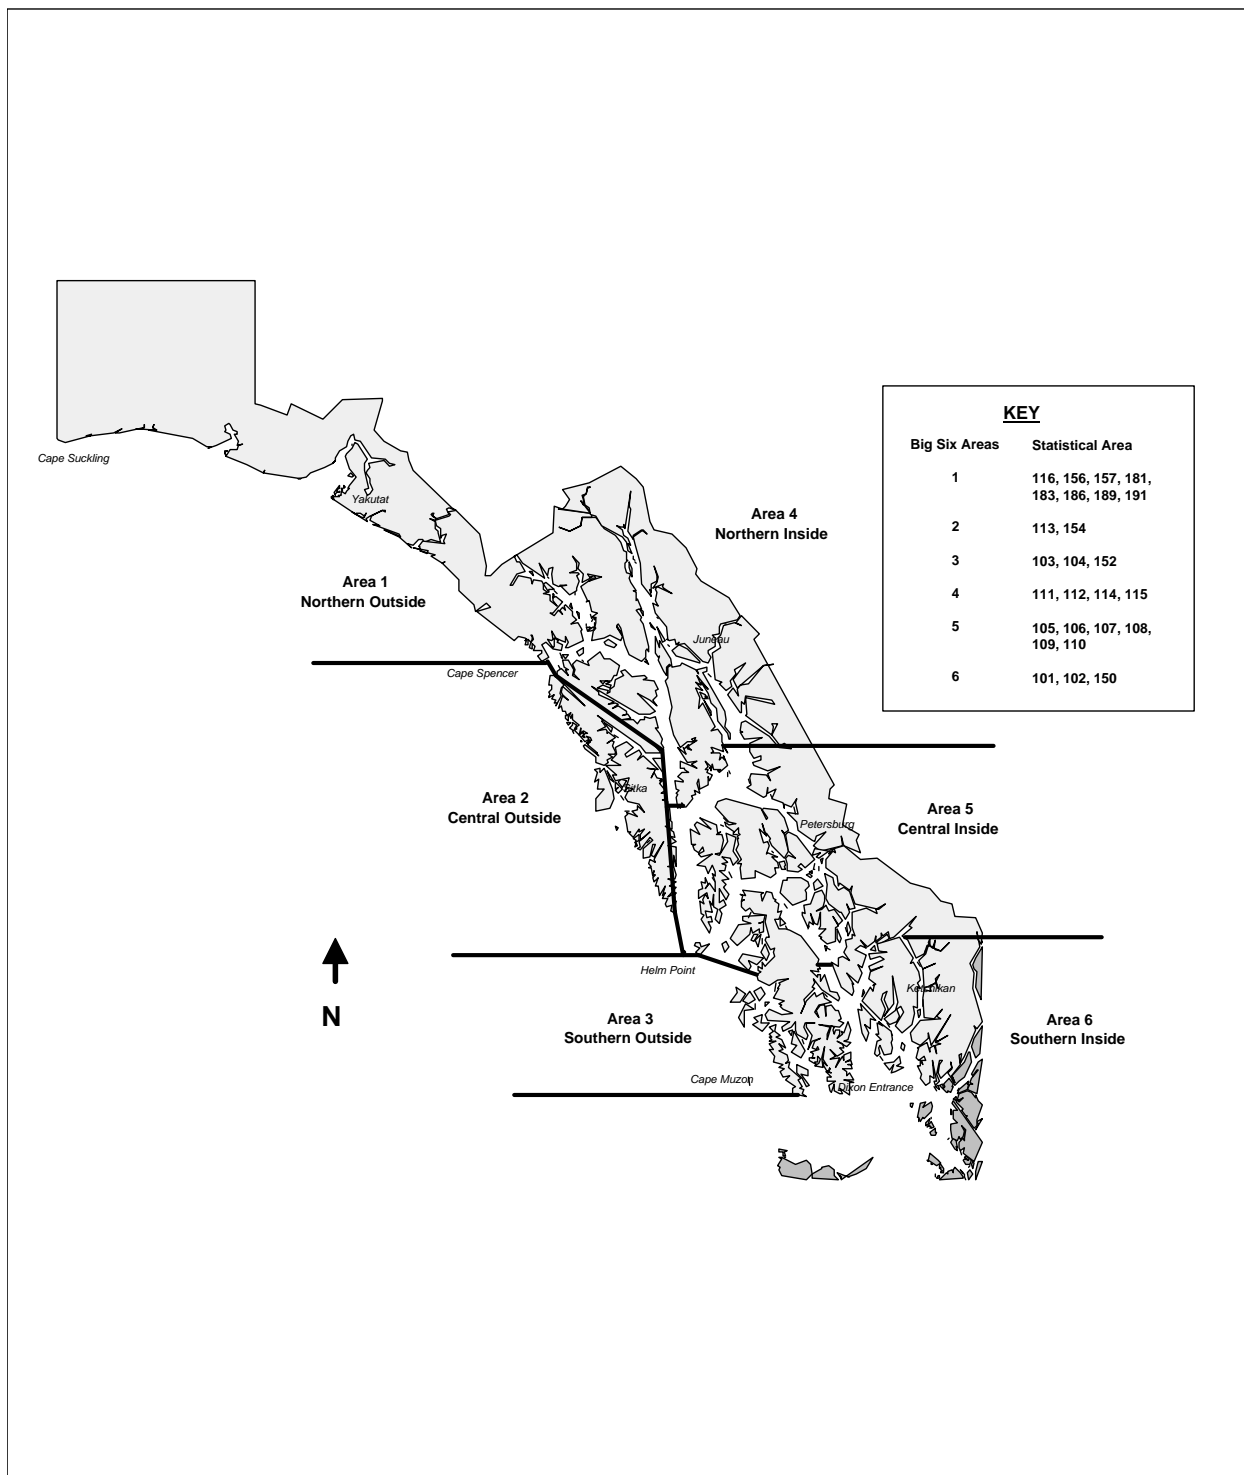 KEY
Big Six Areas Statistical Area
1 116, 156, 157, 181,
183, 186, 189, 191
2 113, 154
3 103, 104, 152
4 111, 112, 114, 115
5 105, 106, 107, 108,
109, 110
6 101, 102, 150
Cape Suckling
Yakutat
Area 4
Northern Inside
Area 1
Northern Outside
Juneau
Cape Spencer
Sitka
Area 2
Central Outside
Petersburg
Area 5
Central Inside
N
Helm Point
Ketchikan
Area 3
Southern Outside
Area 6
Southern Inside
Cape Muzon
Dixon Entrance